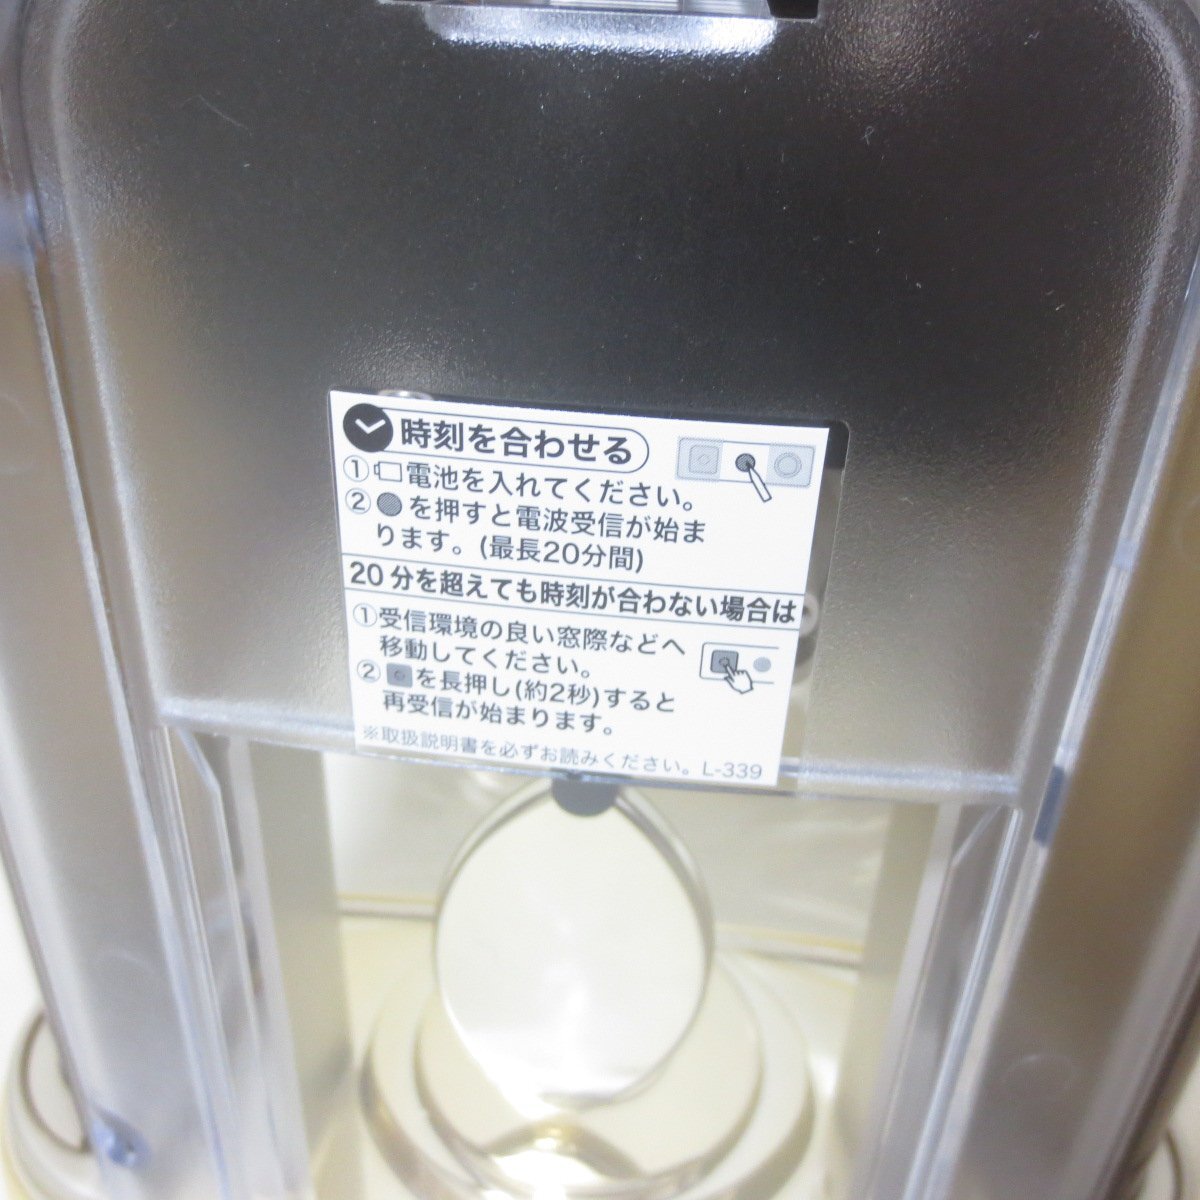 時刻を合わせる
①電池を入れてください。
②●を押すと電波受信が始ま
ります。(最長20分間)
20分を超えても時刻が合わない場合は
①受信環境の良い窓際などへ
移動してください。
②を長押し(約2秒)すると
再受信が始まります。
※取扱説明書を必ずお読みください。L-339